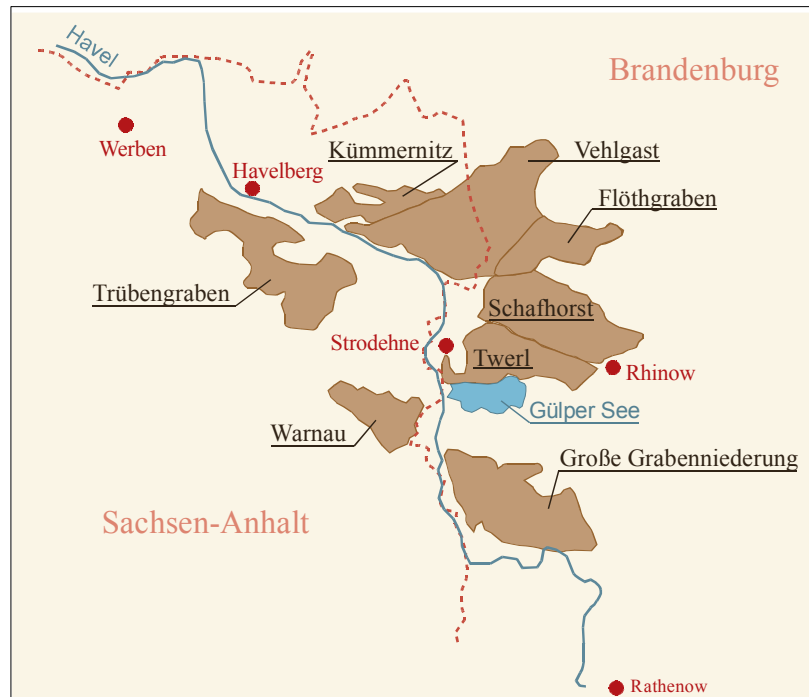 Havel
Brandenburg
Werben
Kümmernitz
Vehlgast
Havelberg
Flöthgraben
Trübengraben
Schafhorst
Strodehne
Twerl
Rhinow
Gülper See
Warnau
Große Grabenniederung
Sachsen-Anhalt
Rathenow